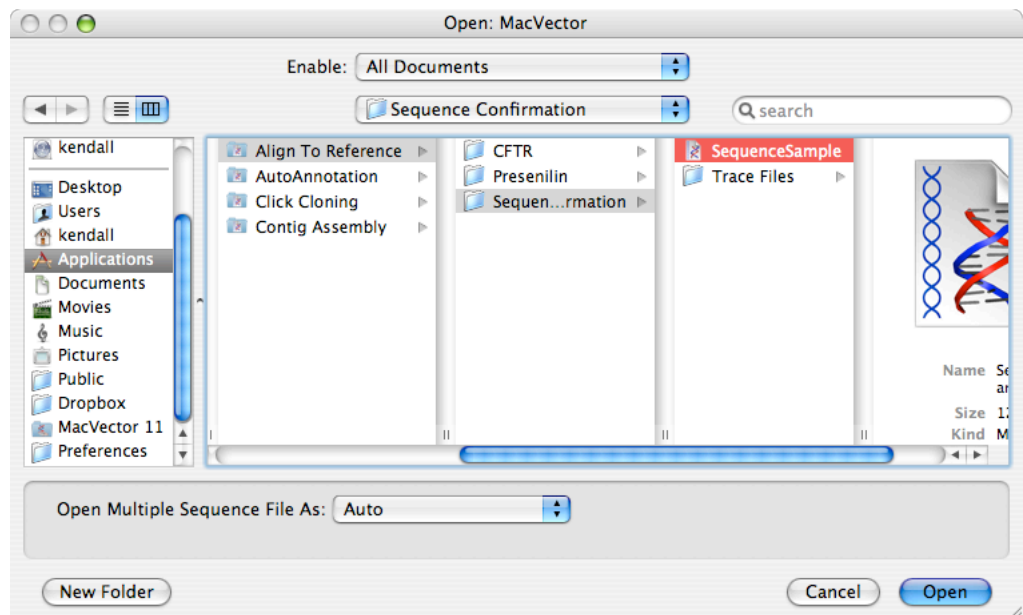 Open: MacVector
Enable: All Documents
Sequence Confirmation
search
kendall
Desktop
Users
kendall
Applications
Documents
Movies
Music
Pictures
Public
Dropbox
MacVector 11
Preferences
Align To Reference
AutoAnnotation
Click Cloning
Contig Assembly
CFTR
Presenilin
Sequen...rmation
SequenceSample
Trace Files
Name
Size
Kind
Open Multiple Sequence File As: Auto
New Folder
Cancel
Open